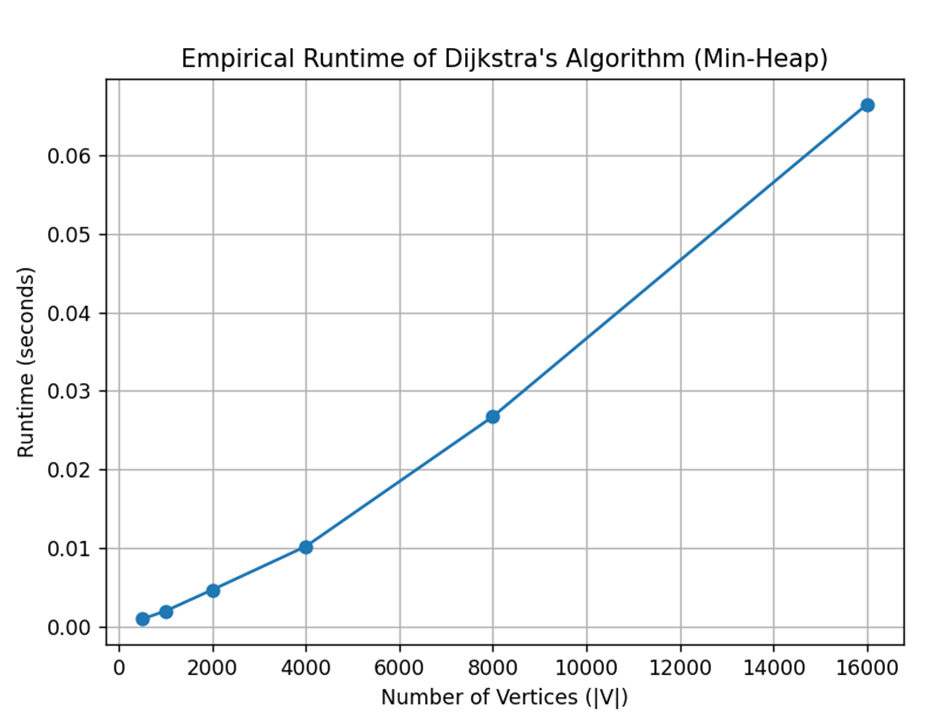 Empirical Runtime of Dijkstra's Algorithm (Min-Heap)
Runtime (seconds)
0.06
0.05
0.04
0.03
0.02
0.01
0.00
0 2000 4000 6000 8000 10000 12000 14000 16000
Number of Vertices (|V|)